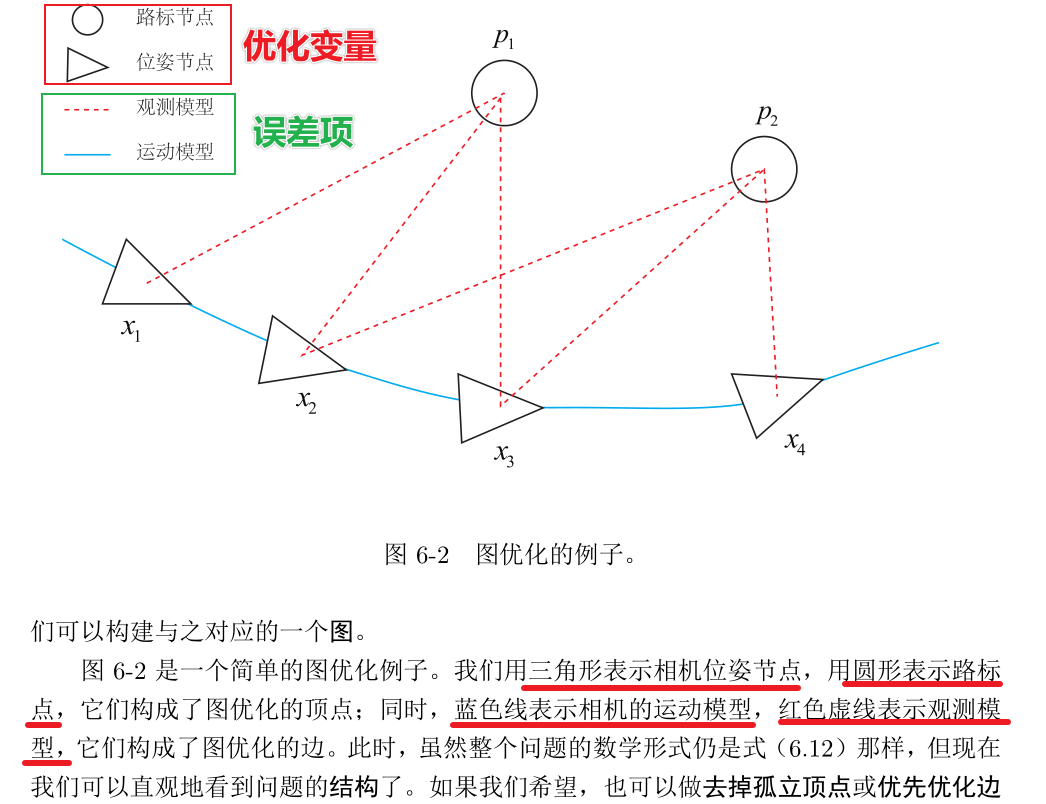 路标节点
位姿节点
优化变量
观测模型
运动模型
误差项
p1
p2
x1
x2
x3
x4
图 6-2 图优化的例子。
们可以构建与之对应的一个图。
图 6-2 是一个简单的图优化例子。我们用三角形表示相机位姿节点，用圆形表示路标
点，它们构成了图优化的顶点；同时，蓝色线表示相机的运动模型，红色虚线表示观测模
型，它们构成了图优化的边。此时，虽然整个问题的数学形式仍是式（6.12）那样，但现在
我们可以直观地看到问题的结构了。如果我们希望，也可以做去掉孤立顶点或优先优化边